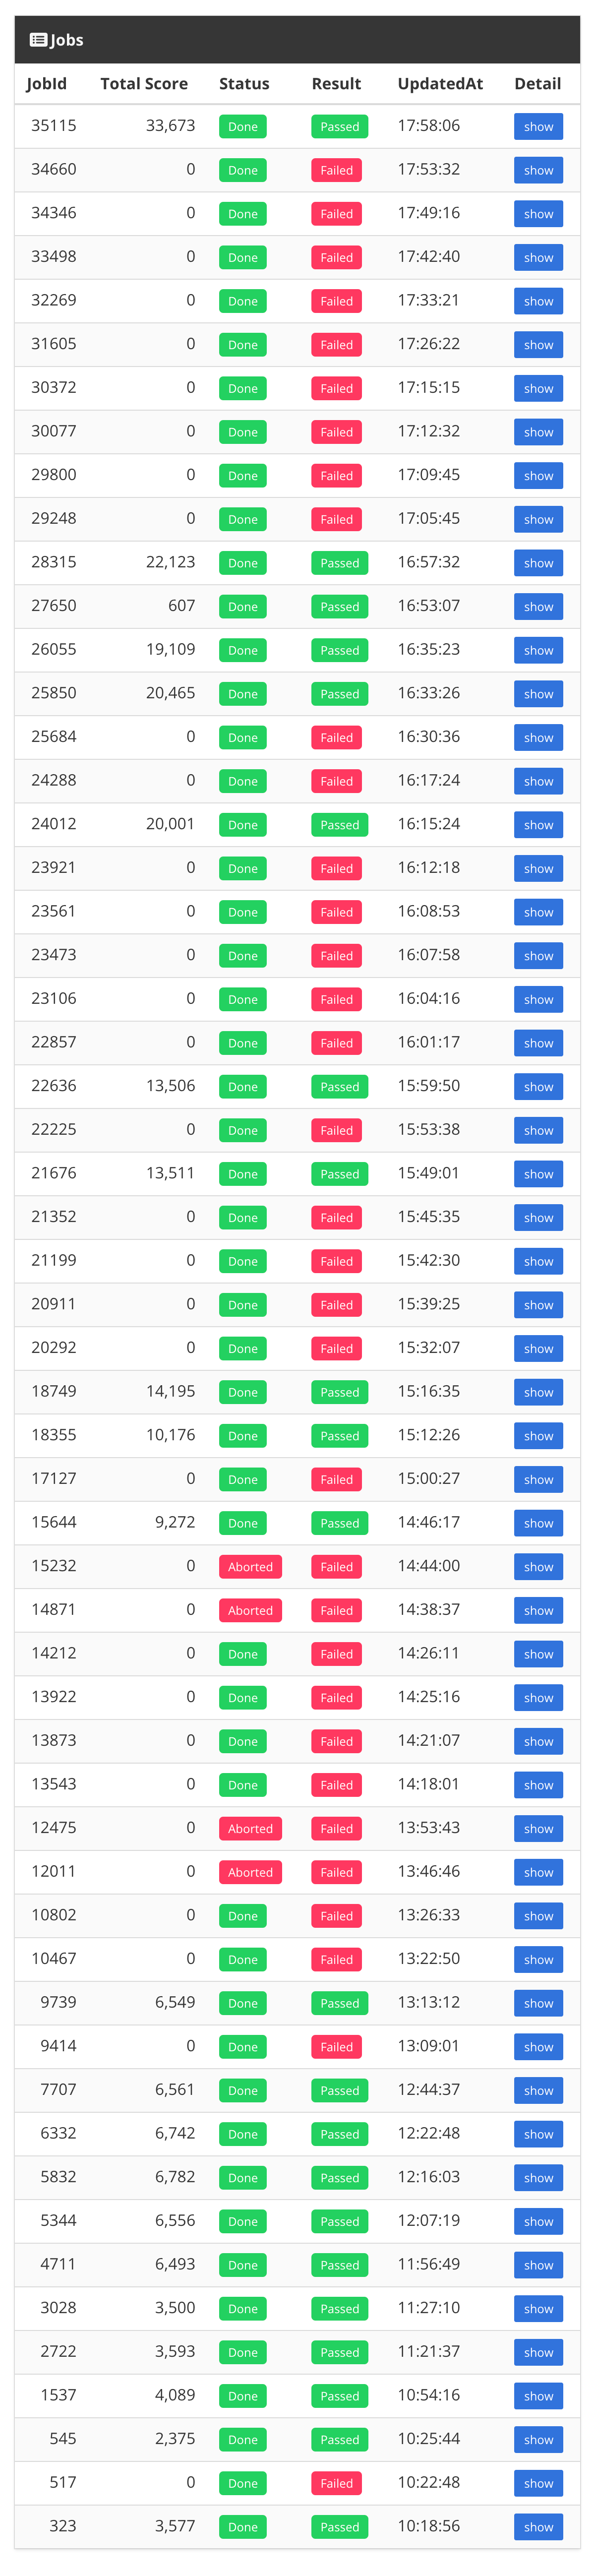 Jobs
JobId Total Score Status Result UpdatedAt Detail
35115 33,673 Done Passed 17:58:06 show
34660 0 Done Failed 17:53:32 show
34346 0 Done Failed 17:49:16 show
33498 0 Done Failed 17:42:40 show
32269 0 Done Failed 17:33:21 show
31605 0 Done Failed 17:26:22 show
30372 0 Done Failed 17:15:15 show
30077 0 Done Failed 17:12:32 show
29800 0 Done Failed 17:09:45 show
29248 0 Done Failed 17:05:45 show
28315 22,123 Done Passed 16:57:32 show
27650 607 Done Passed 16:53:07 show
26055 19,109 Done Passed 16:35:23 show
25850 20,465 Done Passed 16:33:26 show
25684 0 Done Failed 16:30:36 show
24288 0 Done Failed 16:17:24 show
24012 20,001 Done Passed 16:15:24 show
23921 0 Done Failed 16:12:18 show
23561 0 Done Failed 16:08:53 show
23473 0 Done Failed 16:07:58 show
23106 0 Done Failed 16:04:16 show
22857 0 Done Failed 16:01:17 show
22636 13,506 Done Passed 15:59:50 show
22225 0 Done Failed 15:53:38 show
21676 13,511 Done Passed 15:49:01 show
21352 0 Done Failed 15:45:35 show
21199 0 Done Failed 15:42:30 show
20911 0 Done Failed 15:39:25 show
20292 0 Done Failed 15:32:07 show
18749 14,195 Done Passed 15:16:35 show
18355 10,176 Done Passed 15:12:26 show
17127 0 Done Failed 15:00:27 show
15644 9,272 Done Passed 14:46:17 show
15232 0 Aborted Failed 14:44:00 show
14871 0 Aborted Failed 14:38:37 show
14212 0 Done Failed 14:26:11 show
13922 0 Done Failed 14:25:16 show
13873 0 Done Failed 14:21:07 show
13543 0 Done Failed 14:18:01 show
12475 0 Aborted Failed 13:53:43 show
12011 0 Aborted Failed 13:46:46 show
10802 0 Done Failed 13:26:33 show
10467 0 Done Failed 13:22:50 show
9739 6,549 Done Passed 13:13:12 show
9414 0 Done Failed 13:09:01 show
7707 6,561 Done Passed 12:44:37 show
6332 6,742 Done Passed 12:22:48 show
5832 6,782 Done Passed 12:16:03 show
5344 6,556 Done Passed 12:07:19 show
4711 6,493 Done Passed 11:56:49 show
3028 3,500 Done Passed 11:27:10 show
2722 3,593 Done Passed 11:21:37 show
1537 4,089 Done Passed 10:54:16 show
545 2,375 Done Passed 10:25:44 show
517 0 Done Failed 10:22:48 show
323 3,577 Done Passed 10:18:56 show